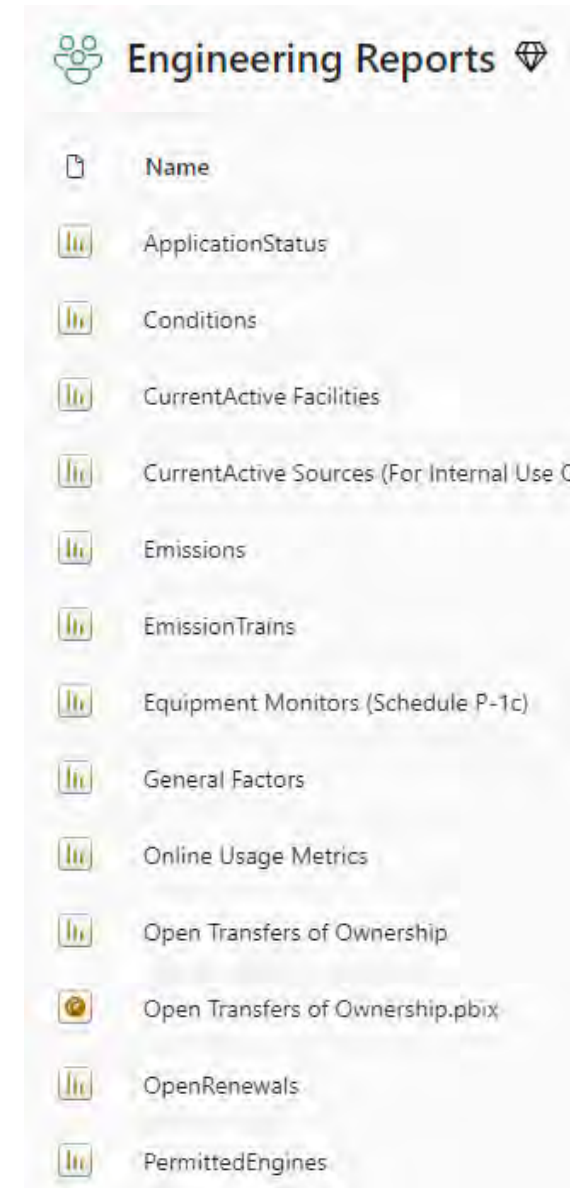 Engineering Reports
Name
ApplicationStatus
Conditions
CurrentActive Facilities
CurrentActive Sources (For Internal Use
Emissions
EmissionTrains
Equipment Monitors (Schedule P-1c)
General Factors
Online Usage Metrics
Open Transfers of Ownership
Open Transfers of Ownership.pbix
OpenRenewals
PermittedEngines